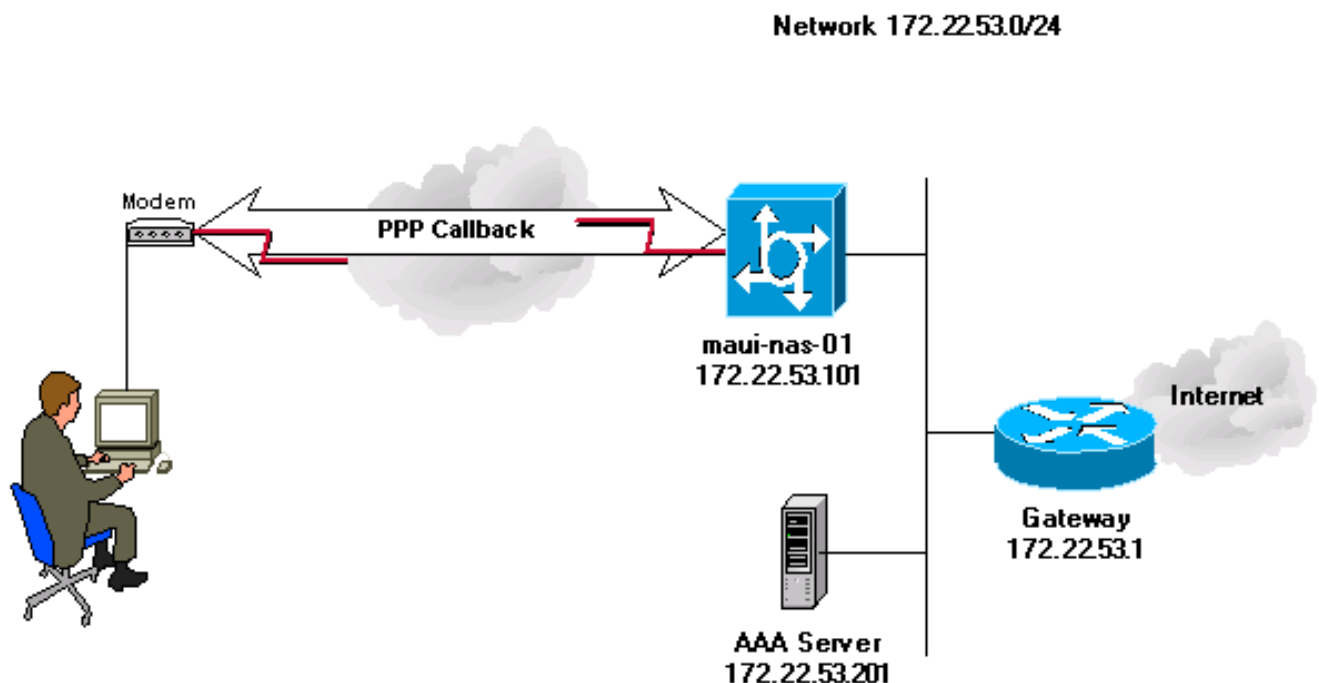 Network 172.22.53.0/24
Modem
PPP Callback
maui-nas-01
172.22.53.101
Internet
Gateway
172.22.53.1
AAA Server
172.22.53.201